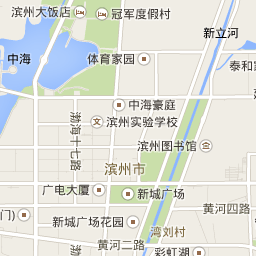 滨州大饭店
冠军度假村
新立河
中海
体育家园
泰和
中海豪庭
滨州实验学校
渤海十七路
滨州图书馆
滨州市
广电大厦
新城广场
黄河四路
门)
新城广场花园
湾刘村
黄河二路
彩虹湖